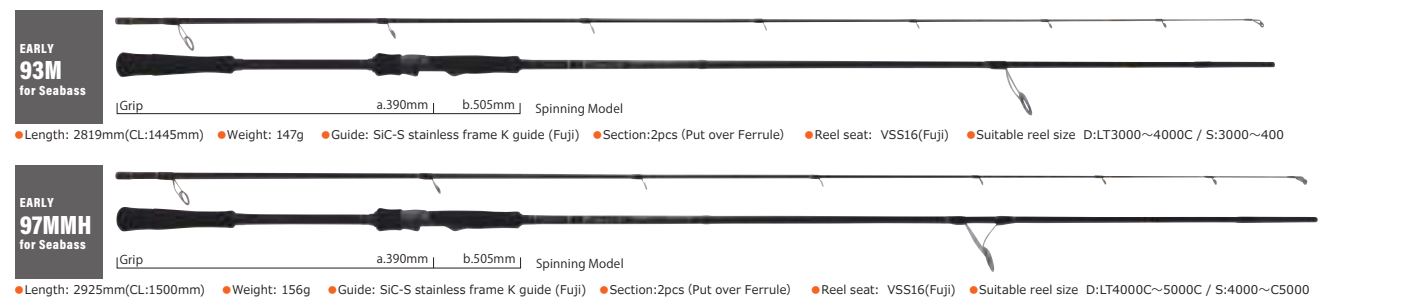 EARLY
93M
for Seabass
Grip a.390mm b.505mm Spinning Model
●Length: 2819mm(CL:1445mm) ●Weight: 147g ●Guide: SiC-S stainless frame K guide (Fuji) ●Section:2pcs (Put over Ferrule) ●Reel seat: VSS16(Fuji) ●Suitable reel size D:LT3000～4000C / S:3000～400
EARLY
97MMH
for Seabass
Grip a.390mm b.505mm Spinning Model
●Length: 2925mm(CL:1500mm) ●Weight: 156g ●Guide: SiC-S stainless frame K guide (Fuji) ●Section:2pcs (Put over Ferrule) ●Reel seat: VSS16(Fuji) ●Suitable reel size D:LT4000C～5000C / S:4000～C5000